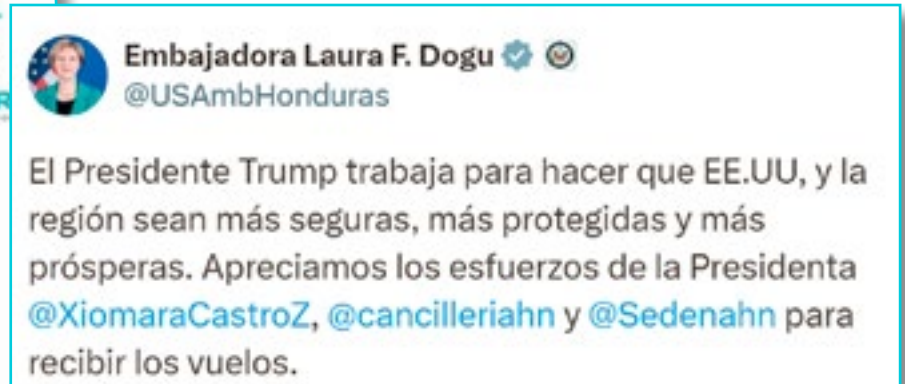 Embajadora Laura F. Dogu
@USAmbHonduras
El Presidente Trump trabaja para hacer que EE.UU, y la
región sean más seguras, más protegidas y más
prósperas. Apreciamos los esfuerzos de la Presidenta
@XiomaraCastroZ, @cancilleriahn y @Sedenahn para
recibir los vuelos.